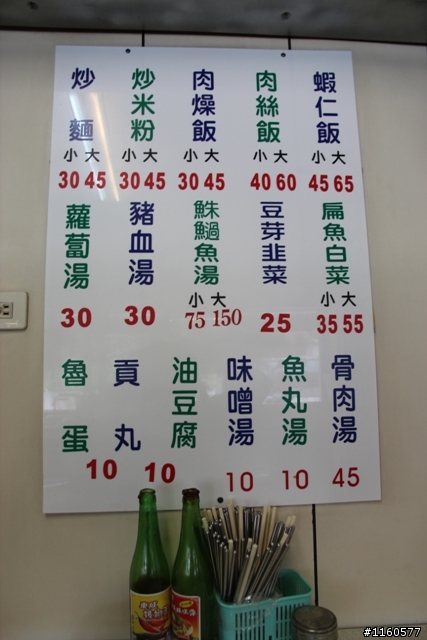 蝦仁飯 肉絲飯 肉燥飯 炒米粉 炒麵
小大 小大 小大 小大 小大
45 65 40 60 30 45 30 45 30 45
扁魚白菜 豆芽韮菜 魚魚湯 豬血湯 蘿蔔湯
小大 小大
35 55 25 75 150 30 30
骨肉湯 魚丸湯 味噌湯 油豆腐 貢丸 魯蛋
45 10 10 10 10
#1160577